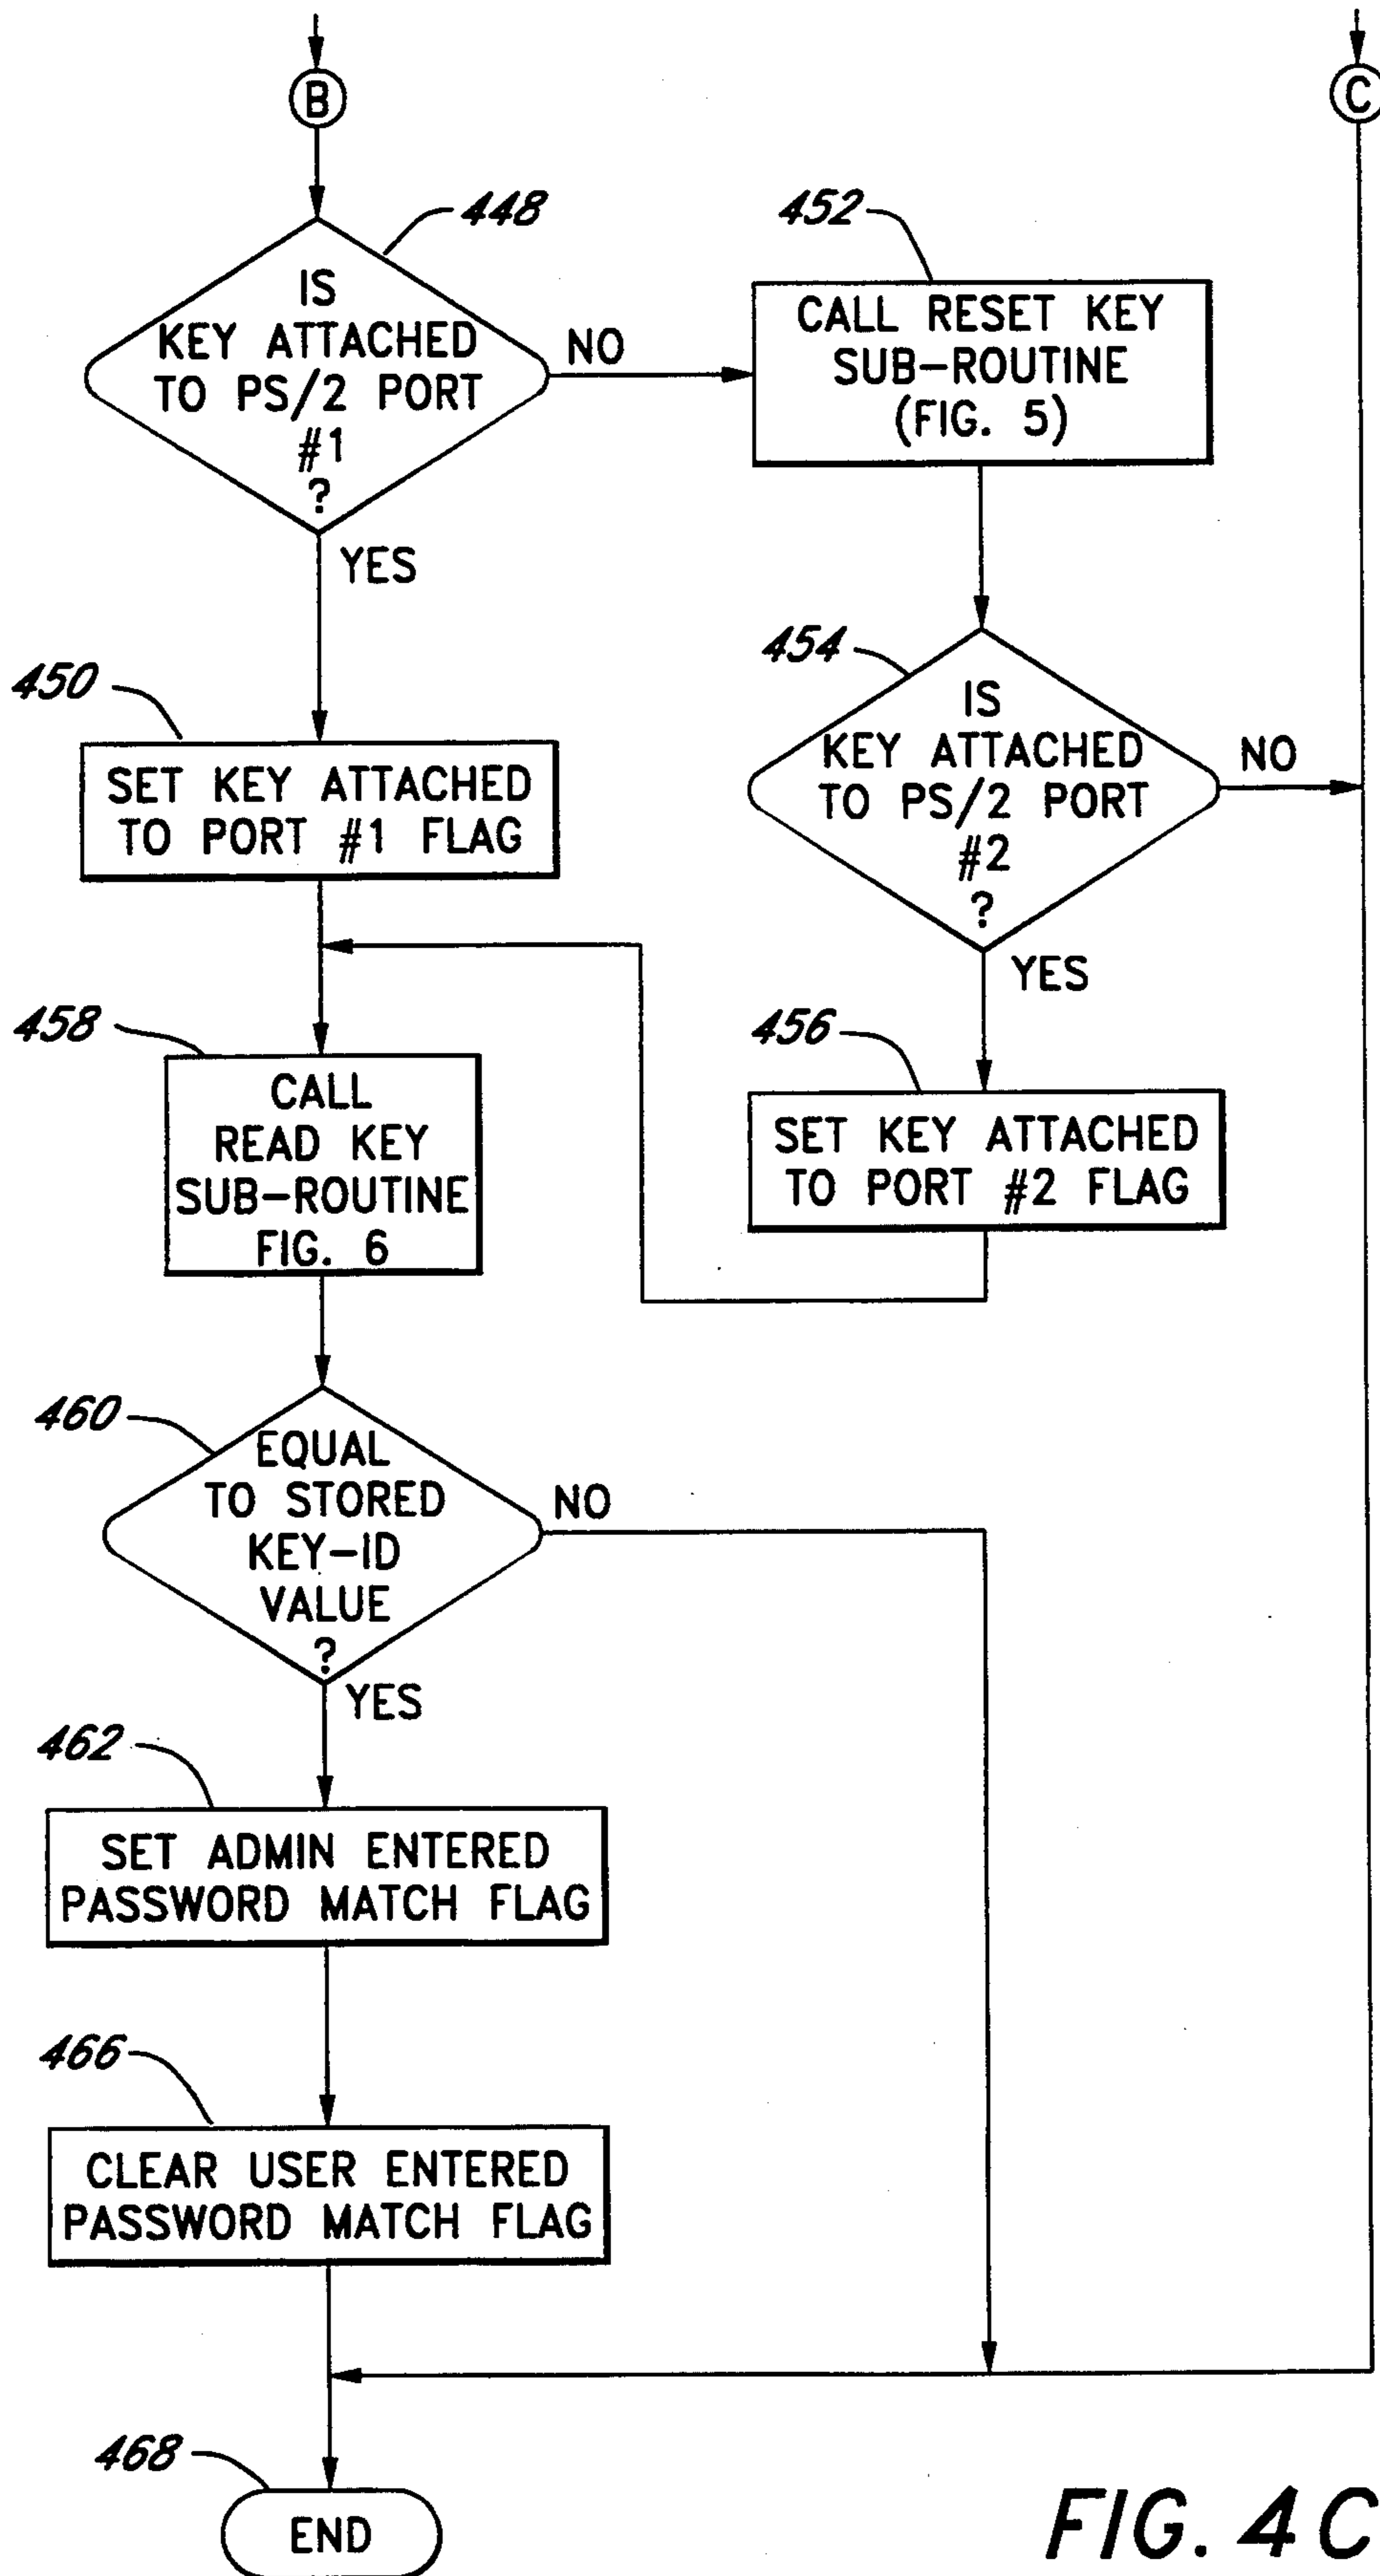 B
C
448
IS
KEY ATTACHED
TO PS/2 PORT
#1
?
NO
YES
452
CALL RESET KEY
SUB-ROUTINE
(FIG. 5)
450
SET KEY ATTACHED
TO PORT #1 FLAG
454
IS
KEY ATTACHED
TO PS/2 PORT
#2
?
NO
YES
458
CALL
READ KEY
SUB-ROUTINE
FIG. 6
456
SET KEY ATTACHED
TO PORT #2 FLAG
460
EQUAL
TO STORED
KEY-ID
VALUE
?
NO
YES
462
SET ADMIN ENTERED
PASSWORD MATCH FLAG
466
CLEAR USER ENTERED
PASSWORD MATCH FLAG
468
END
FIG. 4C